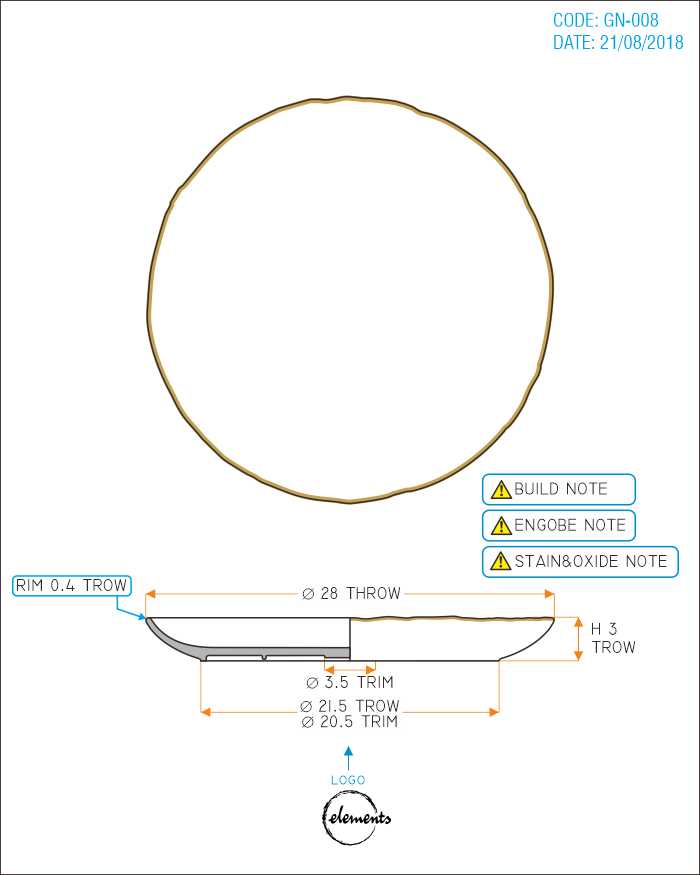 CODE: GN-008
DATE: 21/08/2018
BUILD NOTE
ENGOBE NOTE
STAIN&OXIDE NOTE
RIM 0.4 TROW
Ø 28 THROW
H 3
TROW
Ø 3.5 TRIM
Ø 21.5 TROW
Ø 20.5 TRIM
LOGO
elements